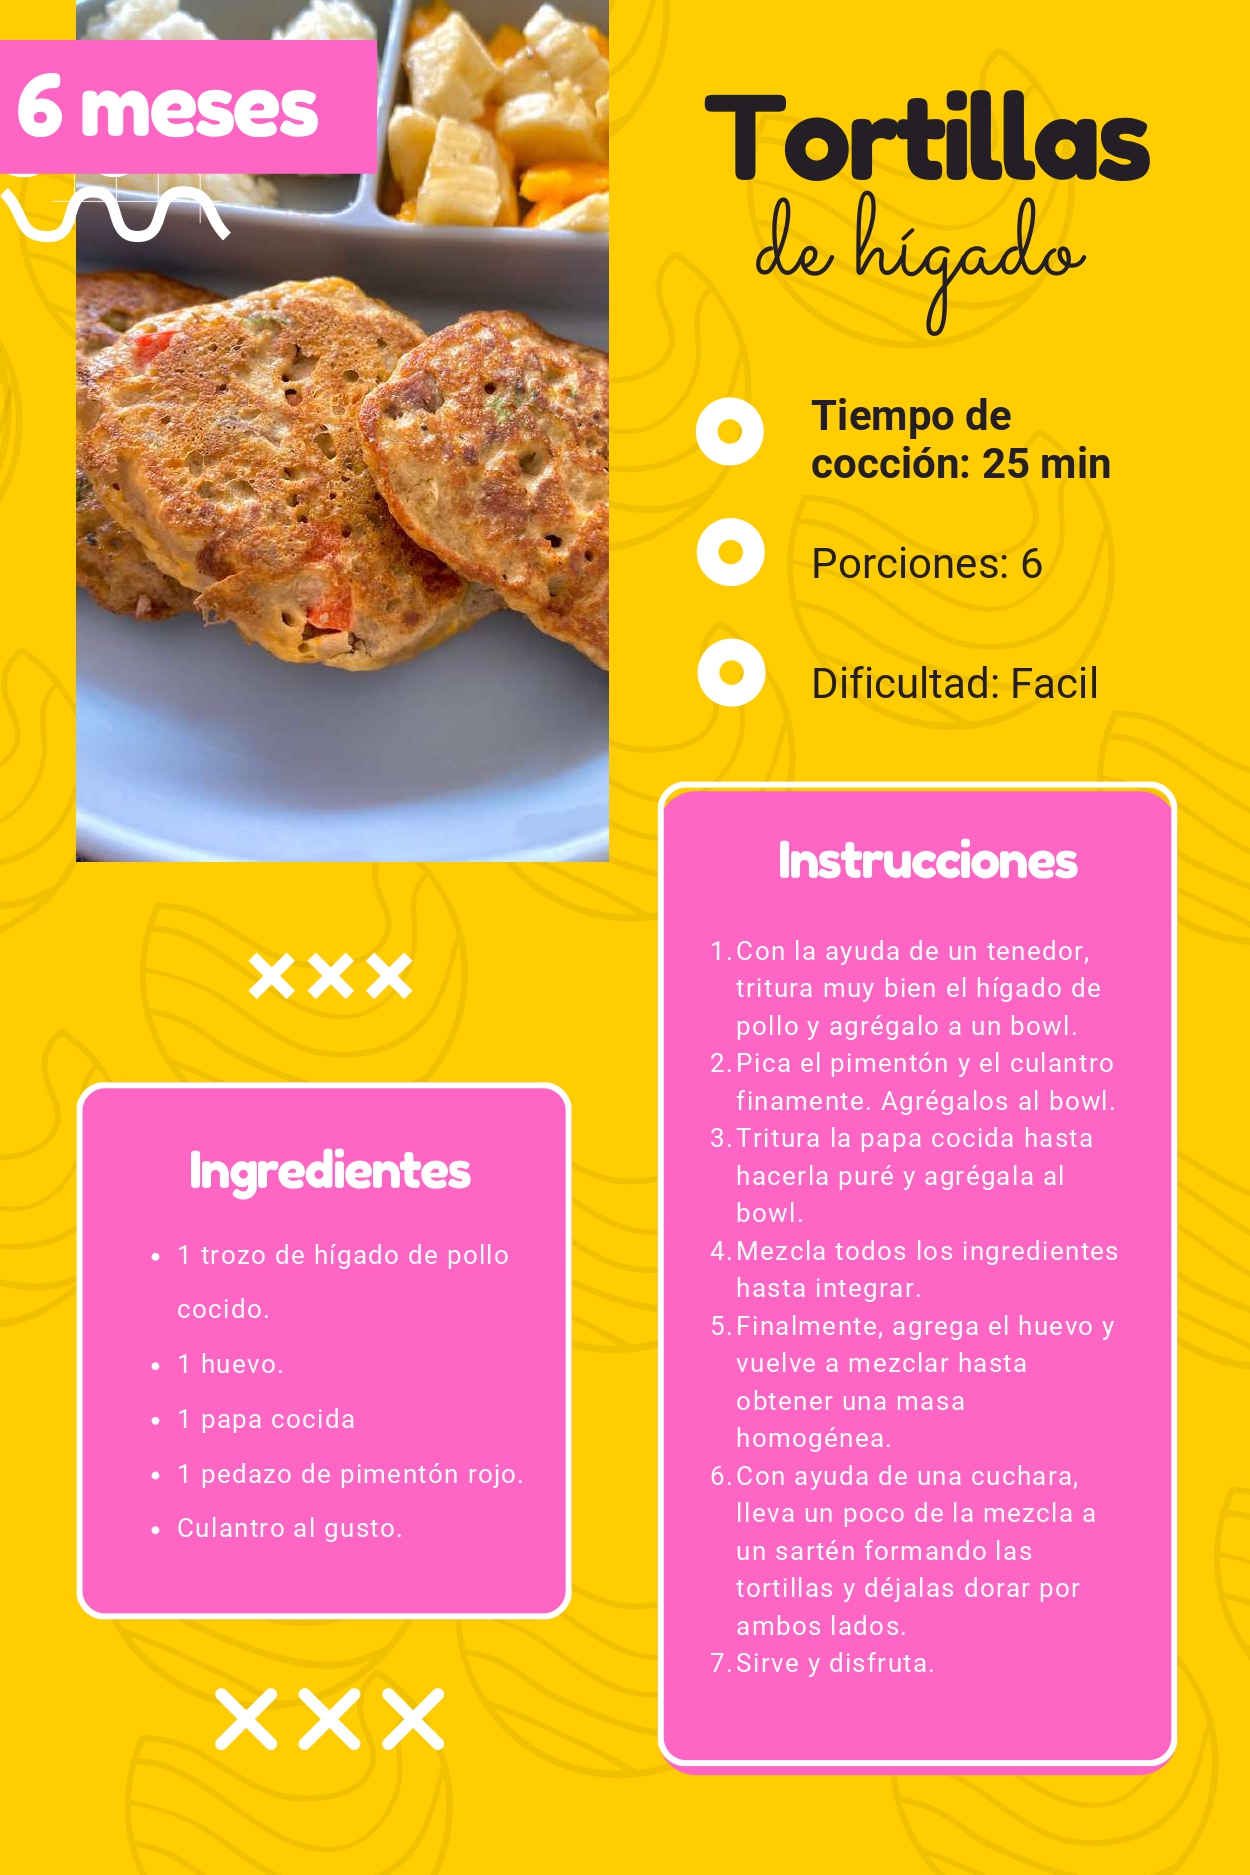 6 meses
Tortillas
de hígado
Tiempo de
cocción: 25 min
Porciones: 6
Dificultad: Facil
Instrucciones
1. Con la ayuda de un tenedor,
tritura muy bien el hígado de
pollo y agrégalo a un bowl.
2. Pica el pimentón y el culantro
finamente. Agrégalos al bowl.
3. Tritura la papa cocida hasta
hacerla puré y agrégala al
bowl.
4. Mezcla todos los ingredientes
hasta integrar.
5. Finalmente, agrega el huevo y
vuelve a mezclar hasta
obtener una masa
homogénea.
6. Con ayuda de una cuchara,
lleva un poco de la mezcla a
un sartén formando las
tortillas y déjalas dorar por
ambos lados.
7. Sirve y disfruta.
Ingredientes
• 1 trozo de hígado de pollo
cocido.
• 1 huevo.
• 1 papa cocida
• 1 pedazo de pimentón rojo.
• Culantro al gusto.